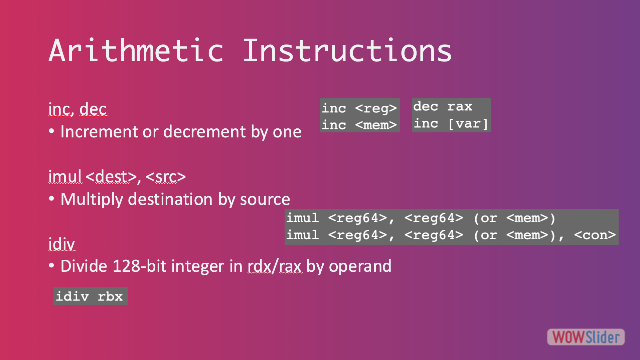 Arithmetic Instructions
inc, dec
• Increment or decrement by one
inc <reg>
inc <mem>
dec rax
inc [var]
imul <dest>, <src>
• Multiply destination by source
imul <reg64>, <reg64> (or <mem>)
imul <reg64>, <reg64> (or <mem>), <con>
idiv
• Divide 128-bit integer in rdx/rax by operand
idiv rbx
WOWSlider